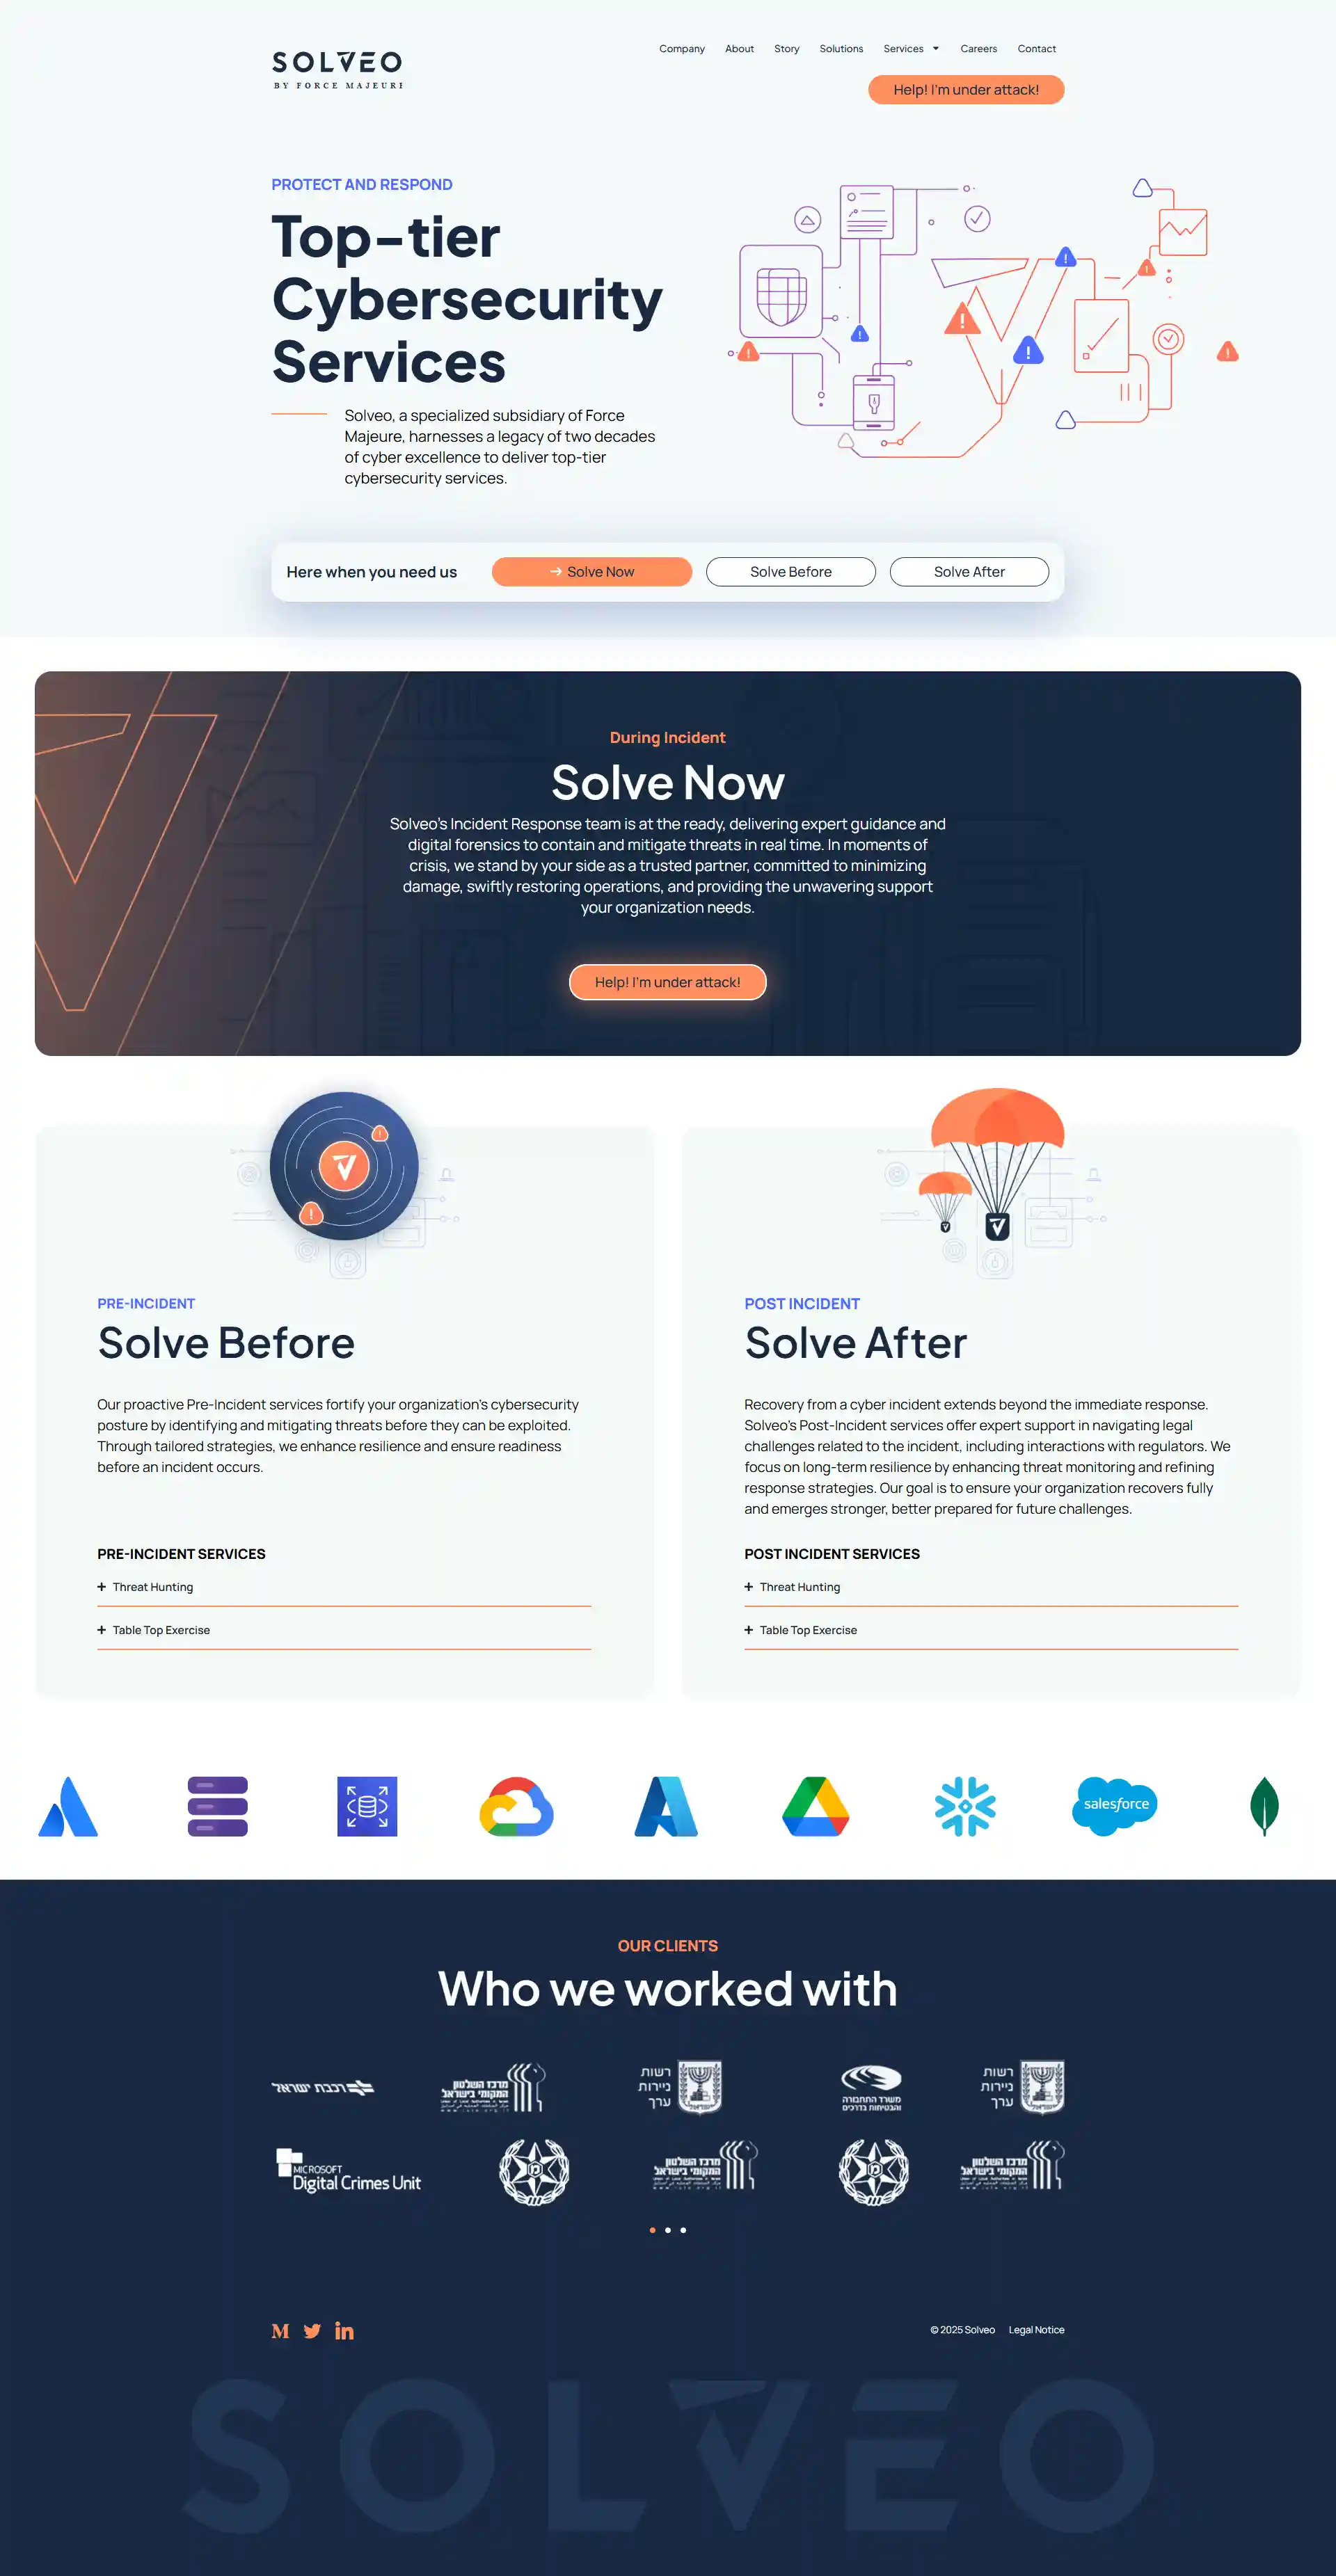 SOLVEO
BY FORCE MAJEURE
Company About Story Solutions Services Careers Contact
Help! I'm under attack!
PROTECT AND RESPOND
Top-tier
Cybersecurity
Services
Solveo, a specialized subsidiary of Force
Majeure, harnesses a legacy of two decades
of cyber excellence to deliver top-tier
cybersecurity services.
Here when you need us
→ Solve Now
Solve Before
Solve After
During Incident
Solve Now
Solveo's Incident Response team is at the ready, delivering expert guidance and
digital forensics to contain and mitigate threats in real time. In moments of
crisis, we stand by your side as a trusted partner, committed to minimizing
damage, swiftly restoring operations, and providing the unwavering support
your organization needs.
Help! I'm under attack!
PRE-INCIDENT
Solve Before
Our proactive Pre-Incident services fortify your organization's cybersecurity
posture by identifying and mitigating threats before they can be exploited.
Through tailored strategies, we enhance resilience and ensure readiness
before an incident occurs.
PRE-INCIDENT SERVICES
+ Threat Hunting
+ Table Top Exercise
POST INCIDENT
Solve After
Recovery from a cyber incident extends beyond the immediate response.
Solveo's Post-Incident services offer expert support in navigating legal
challenges related to the incident, including interactions with regulators. We
focus on long-term resilience by enhancing threat monitoring and refining
response strategies. Our goal is to ensure your organization recovers fully
and emerges stronger, better prepared for future challenges.
POST INCIDENT SERVICES
+ Threat Hunting
+ Table Top Exercise
salesforce
OUR CLIENTS
Who we worked with
רכבת ישראל
מרכז השלטון
המקומי בישראל
רשות
ניירות
ערך
משרד התחבורה
והבטיחות בדרכים
רשות
ניירות
ערך
MICROSOFT
Digital Crimes Unit
מרכז השלטון
המקומי בישראל
מרכז השלטון
המקומי בישראל
M
in
© 2025 Solveo Legal Notice
SOLVEO